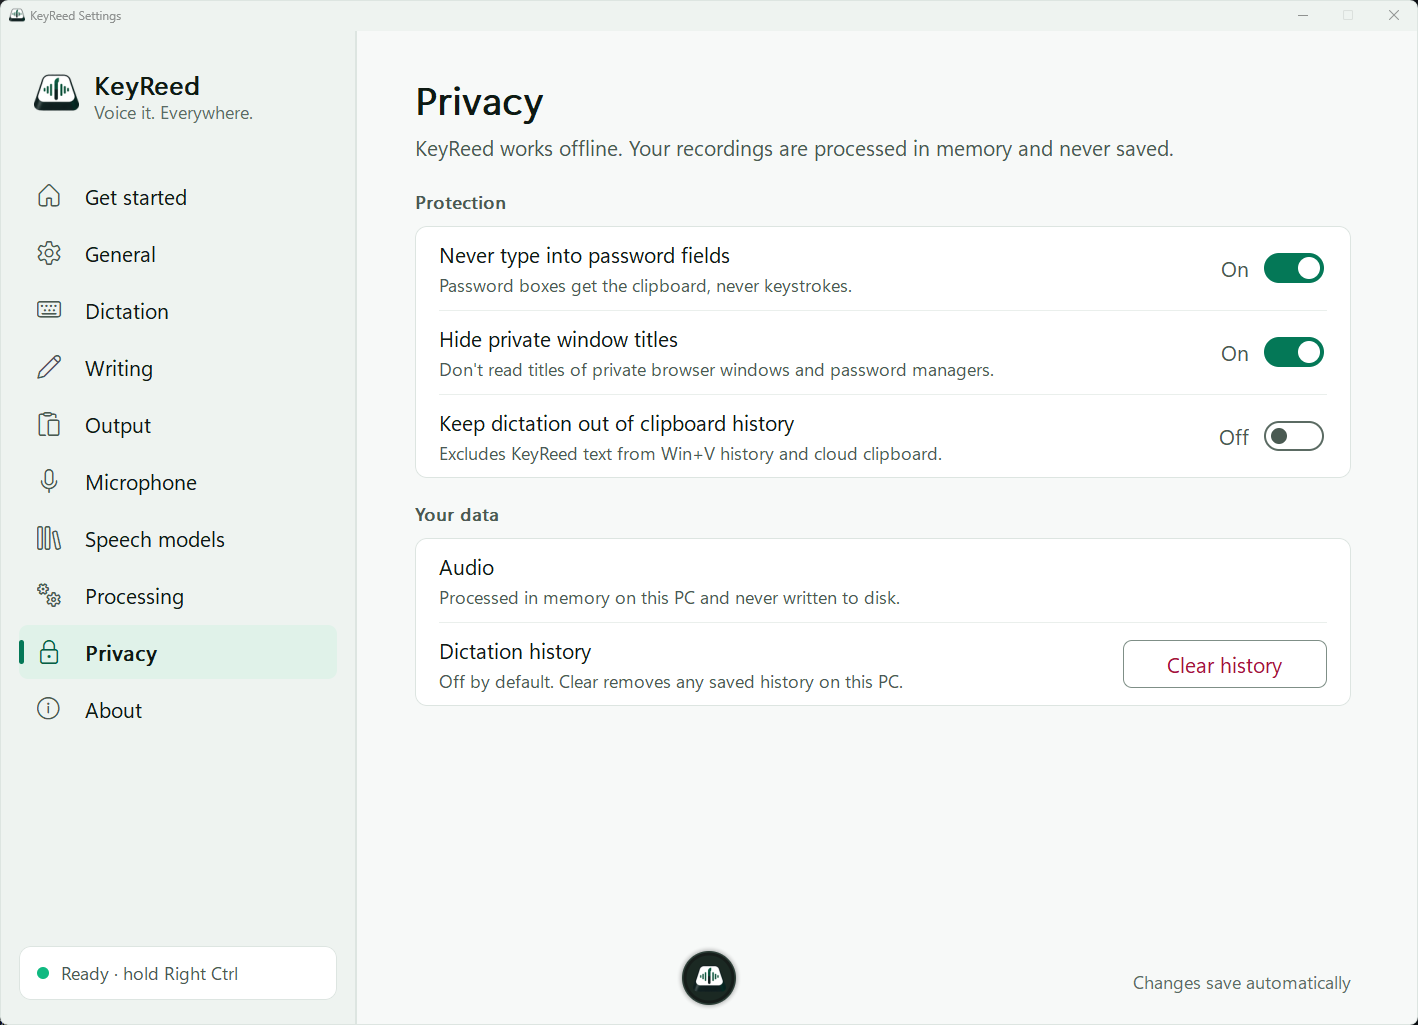 KeyReed Settings
KeyReed
Voice it. Everywhere.
Get started
General
Dictation
Writing
Output
Microphone
Speech models
Processing
Privacy
About
Ready · hold Right Ctrl
Privacy
KeyReed works offline. Your recordings are processed in memory and never saved.
Protection
Never type into password fields
Password boxes get the clipboard, never keystrokes.
On
Hide private window titles
Don't read titles of private browser windows and password managers.
On
Keep dictation out of clipboard history
Excludes KeyReed text from Win+V history and cloud clipboard.
Off
Your data
Audio
Processed in memory on this PC and never written to disk.
Dictation history
Off by default. Clear removes any saved history on this PC.
Clear history
Changes save automatically